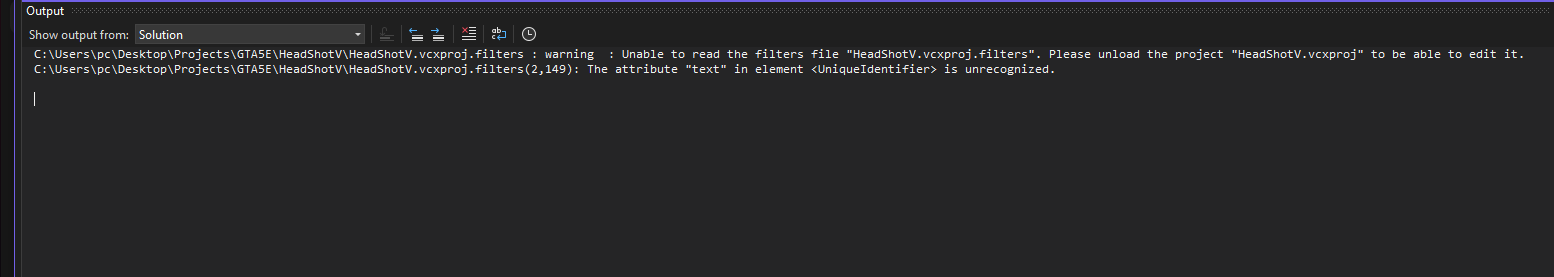 Output
Show output from: Solution
C:\Users\pc\Desktop\Projects\GTA5E\HeadShotV\HeadShotV.vcxproj.filters : warning  : Unable to read the filters file "HeadShotV.vcxproj.filters". Please unload the project "HeadShotV.vcxproj" to be able to edit it.
C:\Users\pc\Desktop\Projects\GTA5E\HeadShotV\HeadShotV.vcxproj.filters(2,149): The attribute "text" in element <UniqueIdentifier> is unrecognized.